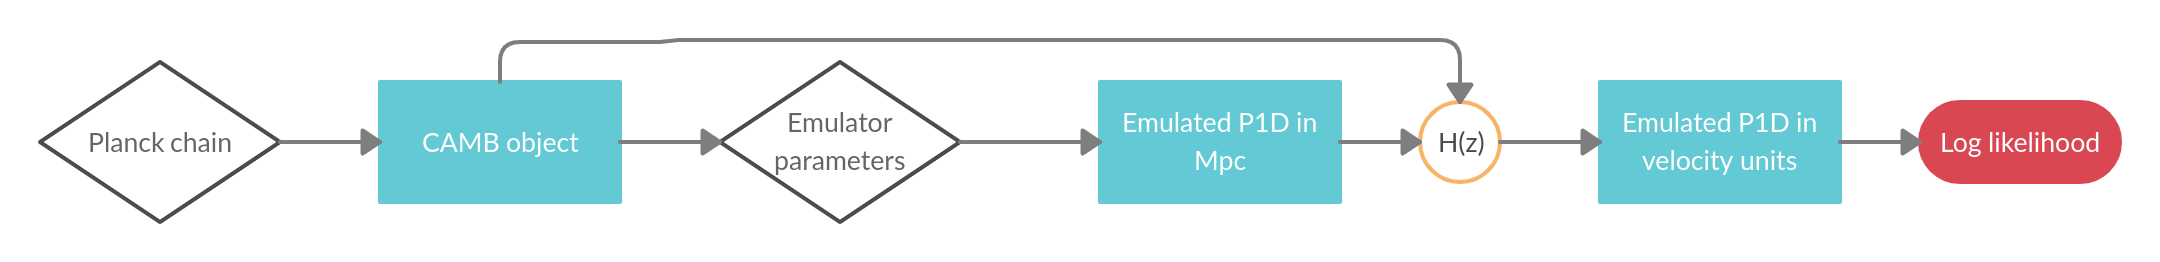 Planck chain
CAMB object
Emulator
parameters
Emulated P1D in
Mpc
H(z)
Emulated P1D in
velocity units
Log likelihood